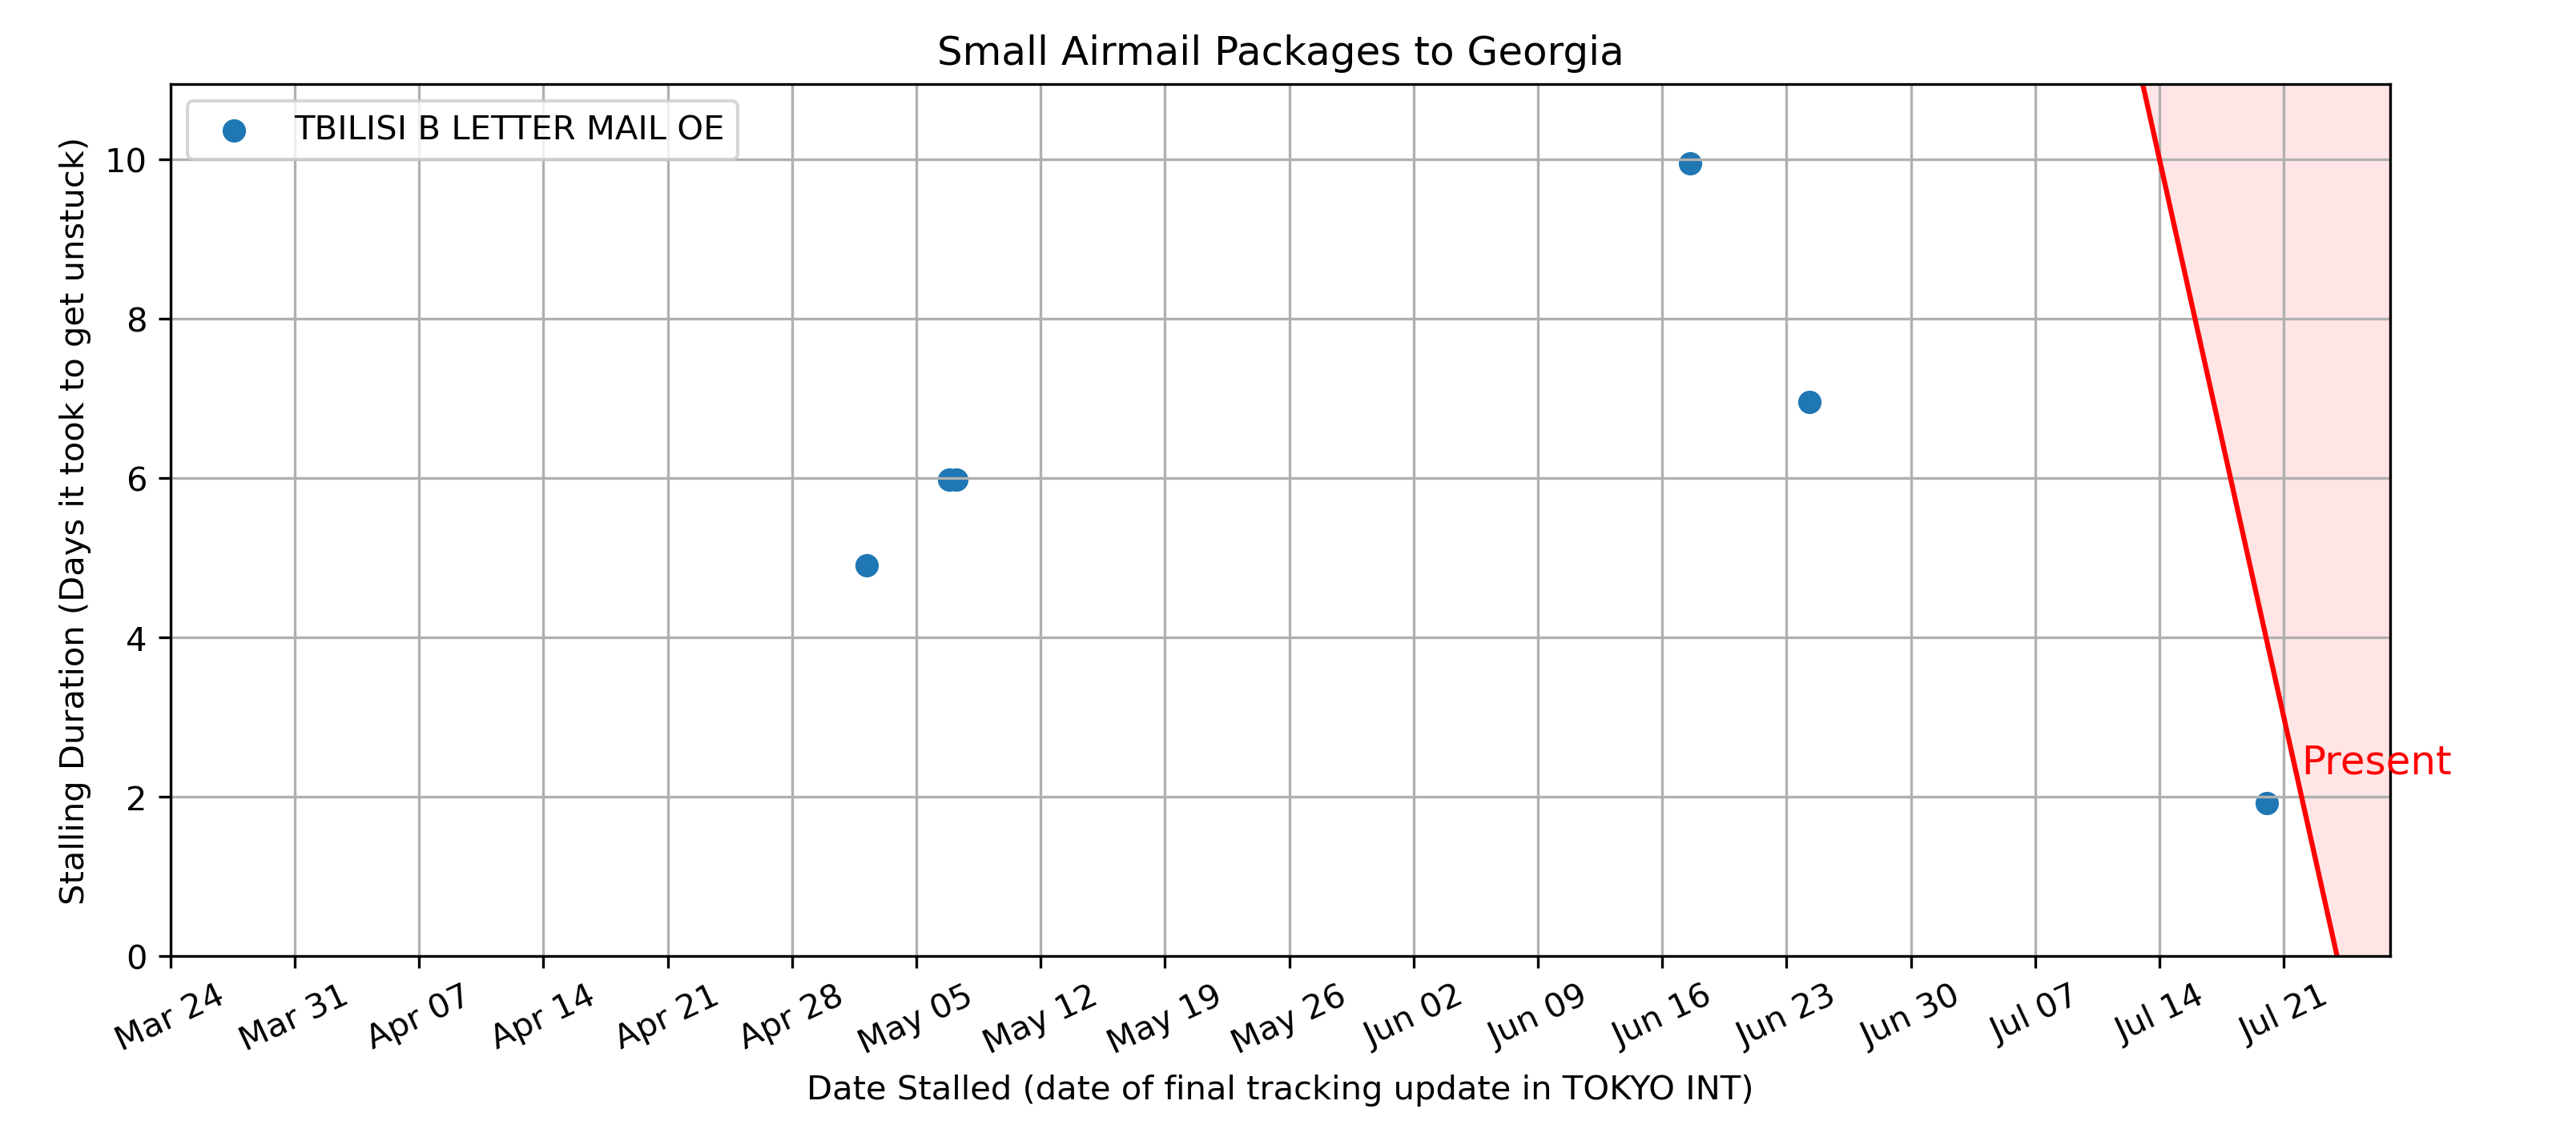 Small Airmail Packages to Georgia
TBILISI B LETTER MAIL OE
Stalling Duration (Days it took to get unstuck)
10
8
6
4
2
0
Present
Mar 24
Mar 31
Apr 07
Apr 14
Apr 21
Apr 28
May 05
May 12
May 19
May 26
Jun 02
Jun 09
Jun 16
Jun 23
Jun 30
Jul 07
Jul 14
Jul 21
Date Stalled (date of final tracking update in TOKYO INT)